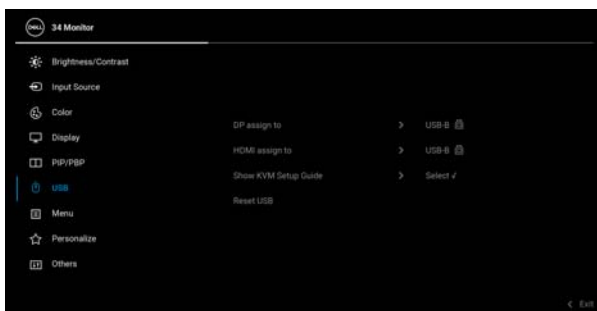 DELL 34 Monitor
Brightness/Contrast
Input Source
Color
Display
PIP/PBP
USB
Menu
Personalize
Others
DP assign to > USB-B
HDMI assign to > USB-B
Show KVM Setup Guide > Select ✓
Reset USB
< Exit